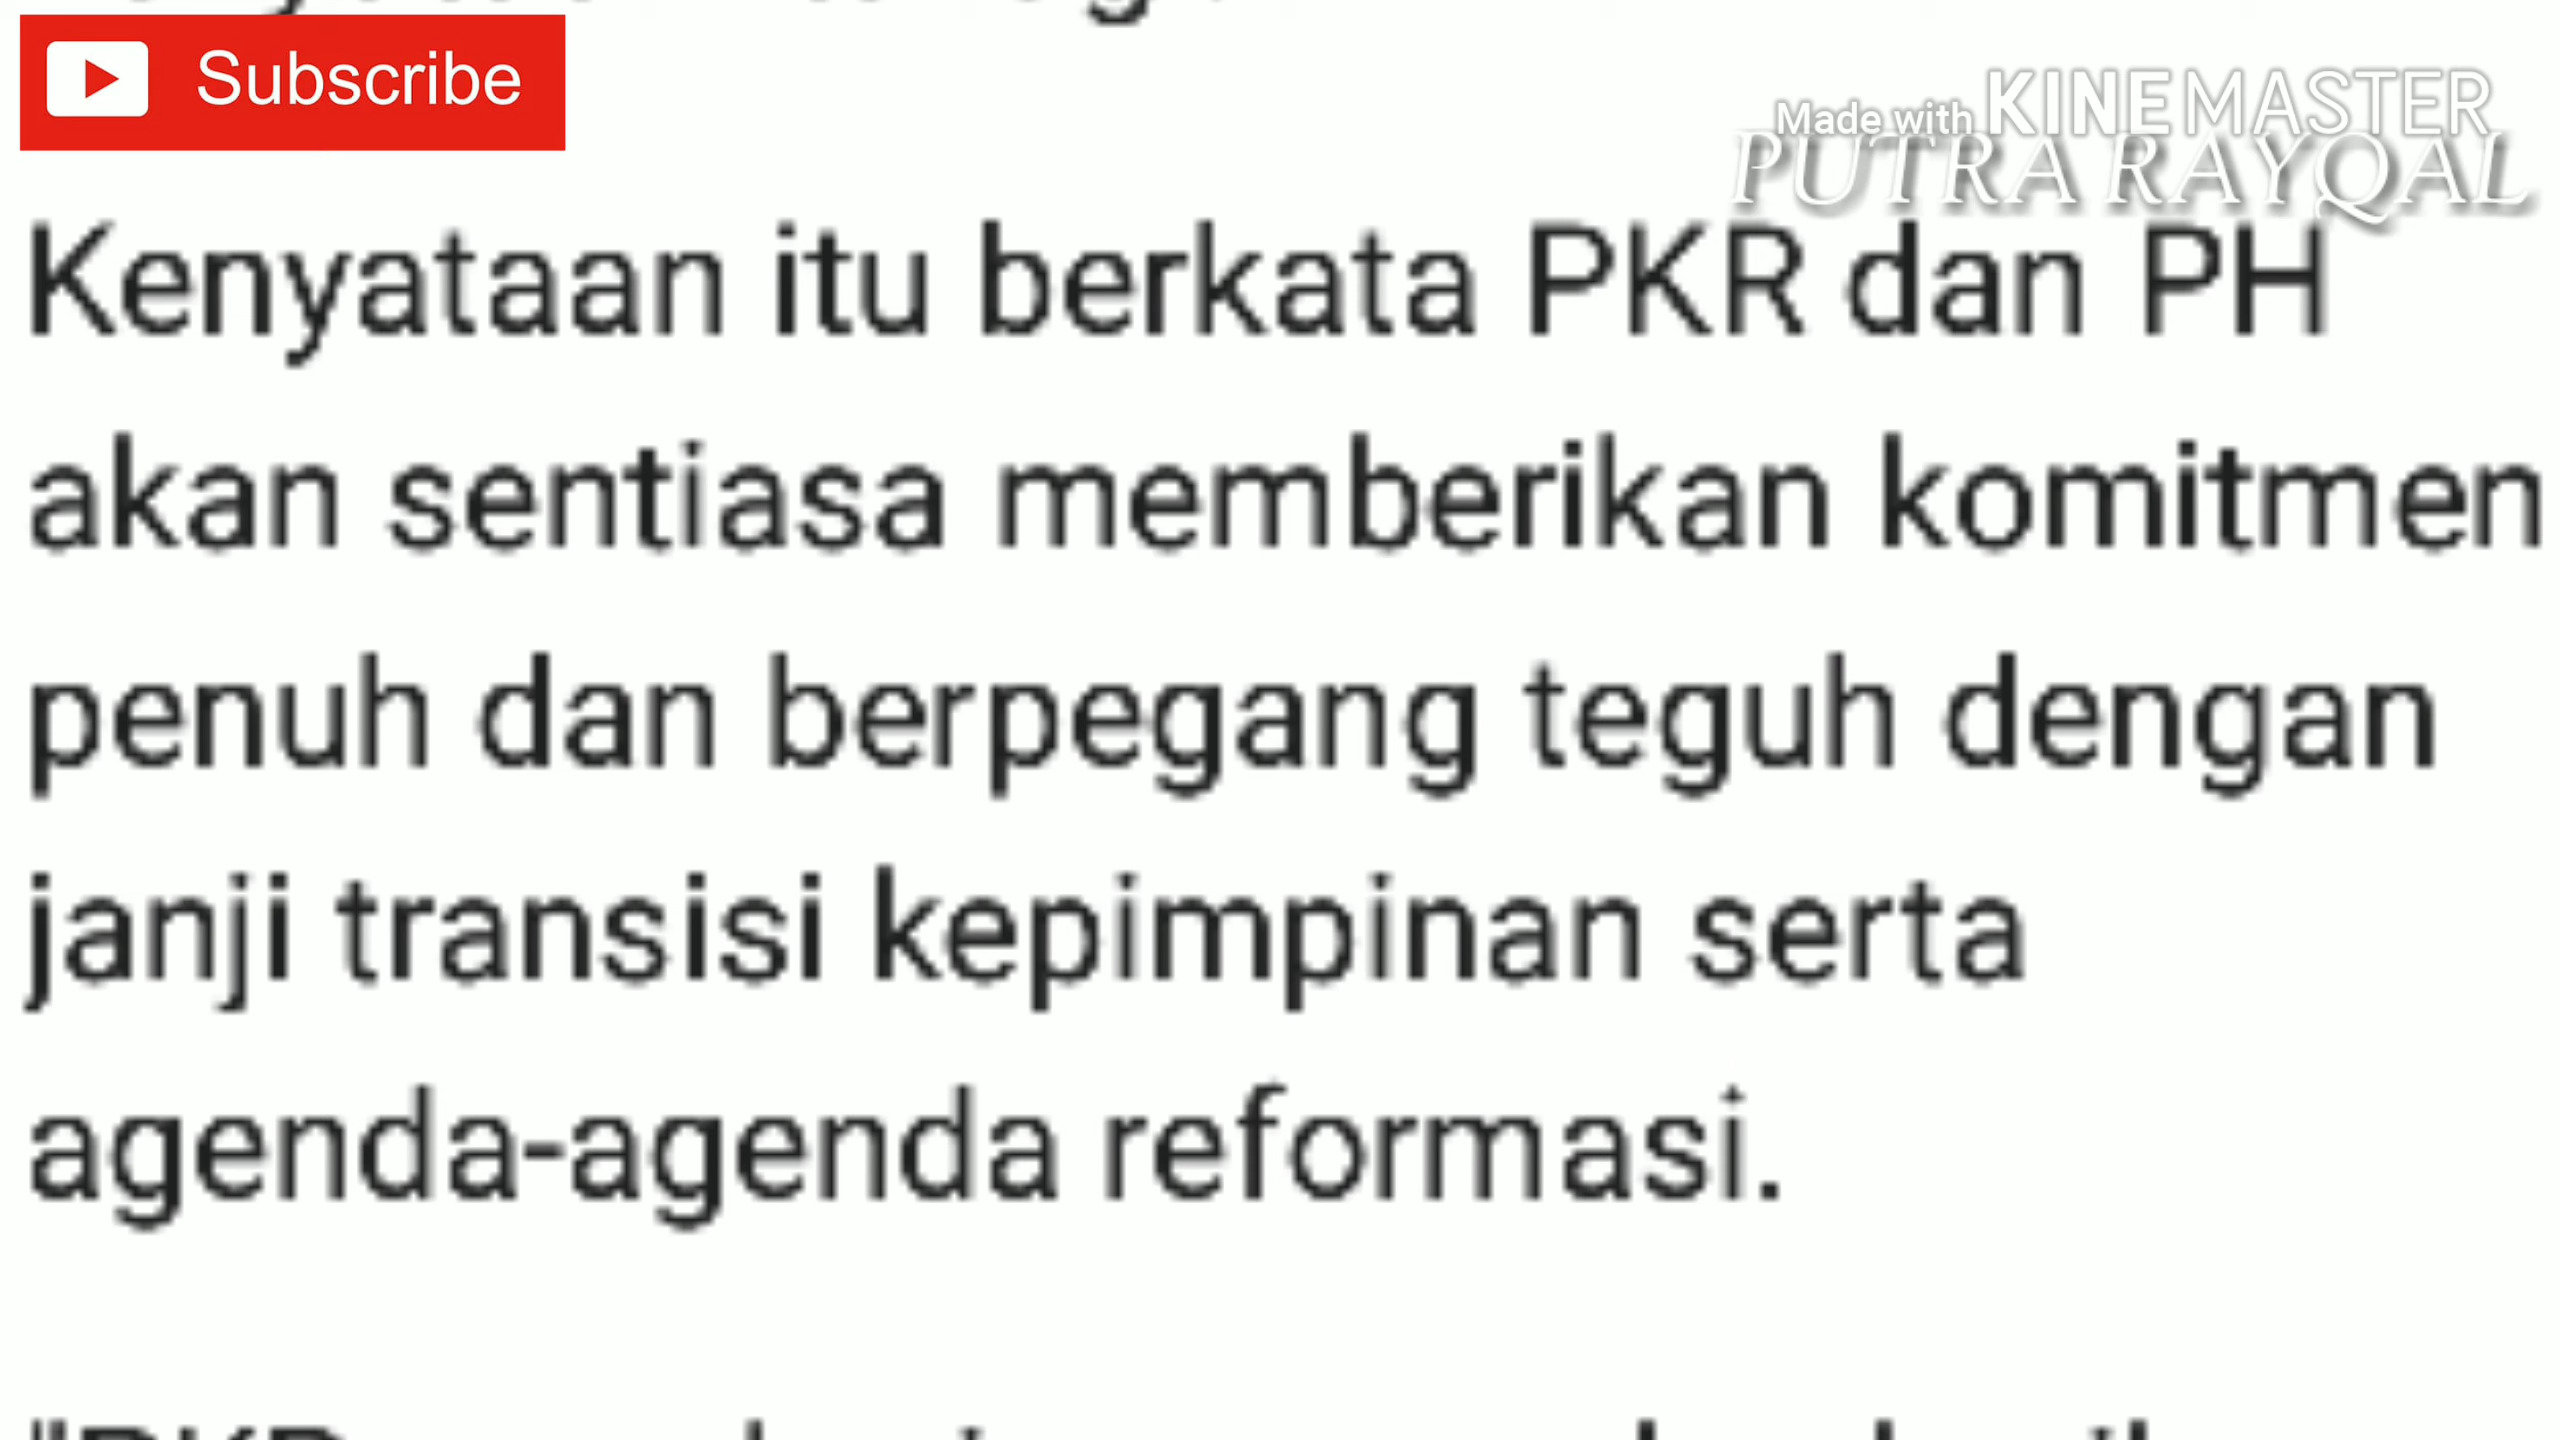 Subscribe
Made with KINEMASTER
PUTRA RAYQAL
Kenyataan itu berkata PKR dan PH
akan sentiasa memberikan komitmen
penuh dan berpegang teguh dengan
janji transisi kepimpinan serta
agenda-agenda reformasi.